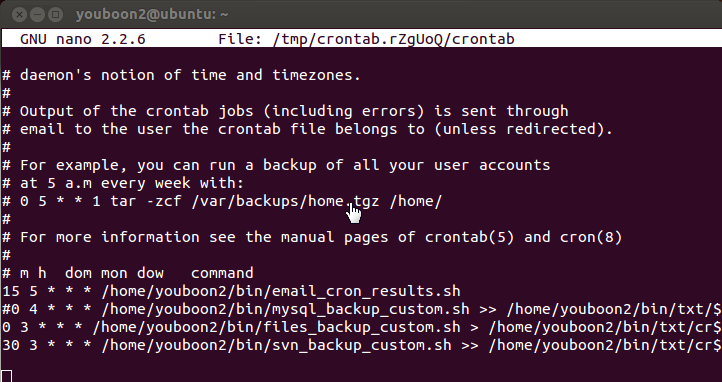 youboon2@ubuntu: ~
GNU nano 2.2.6 File: /tmp/crontab.rZgUoQ/crontab
# daemon's notion of time and timezones.
#
# Output of the crontab jobs (including errors) is sent through
# email to the user the crontab file belongs to (unless redirected).
#
# For example, you can run a backup of all your user accounts
# at 5 a.m every week with:
# 0 5 * * 1 tar -zcf /var/backups/home.tgz /home/
#
# For more information see the manual pages of crontab(5) and cron(8)
#
# m h  dom mon dow   command
15 5 * * * /home/youboon2/bin/email_cron_results.sh
#0 4 * * * /home/youboon2/bin/mysql_backup_custom.sh >> /home/youboon2/bin/txt/$
0 3 * * * /home/youboon2/bin/files_backup_custom.sh > /home/youboon2/bin/txt/cr$
30 3 * * * /home/youboon2/bin/svn_backup_custom.sh >> /home/youboon2/bin/txt/cr$